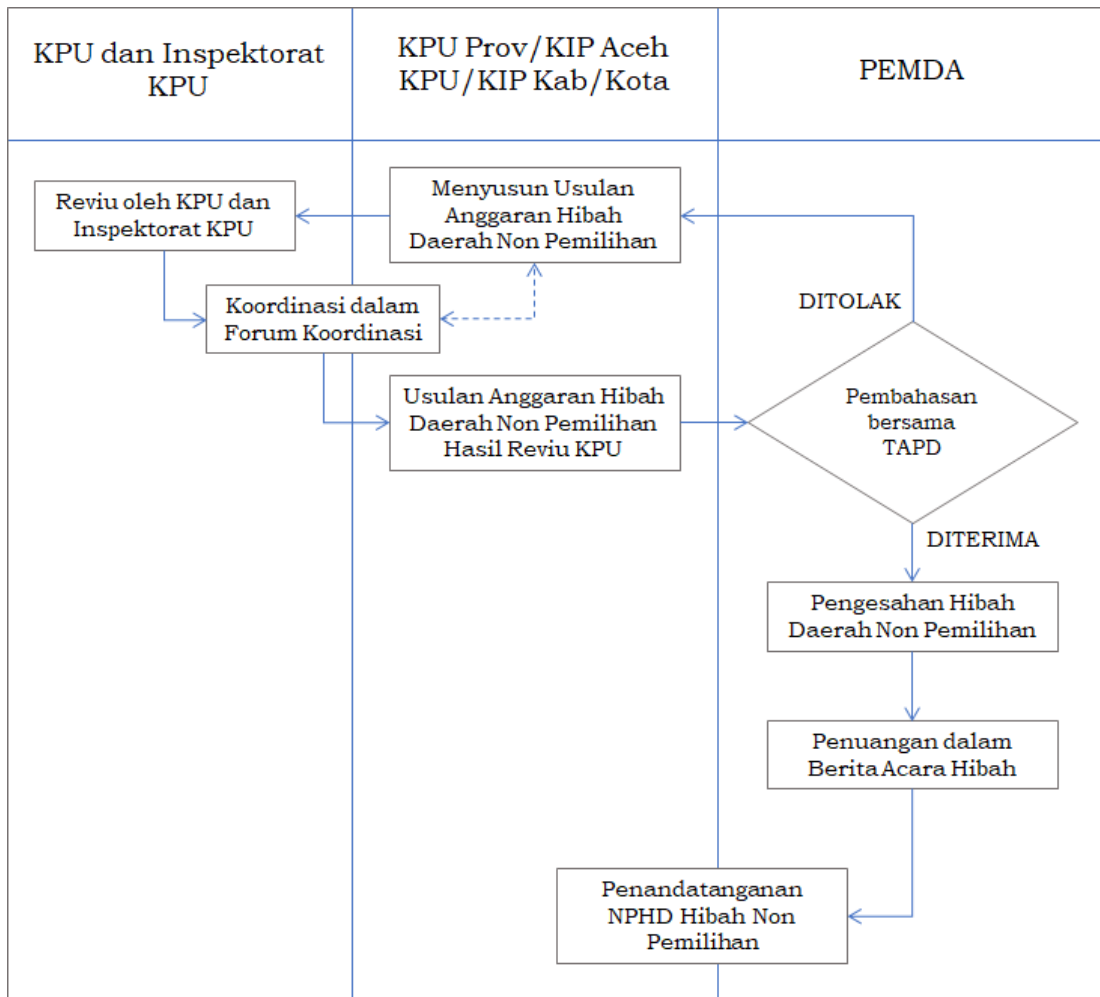 KPU dan Inspektorat
KPU
KPU Prov/KIP Aceh
KPU/KIP Kab/Kota
PEMDA
Reviu oleh KPU dan
Inspektorat KPU
Menyusun Usulan
Anggaran Hibah
Daerah Non Pemilihan
Koordinasi dalam
Forum Koordinasi
DITOLAK
Usulan Anggaran Hibah
Daerah Non Pemilihan
Hasil Reviu KPU
Pembahasan
bersama
TAPD
DITERIMA
Pengesahan Hibah
Daerah Non Pemilihan
Penuangan dalam
Berita Acara Hibah
Penandatanganan
NPHD Hibah Non
Pemilihan